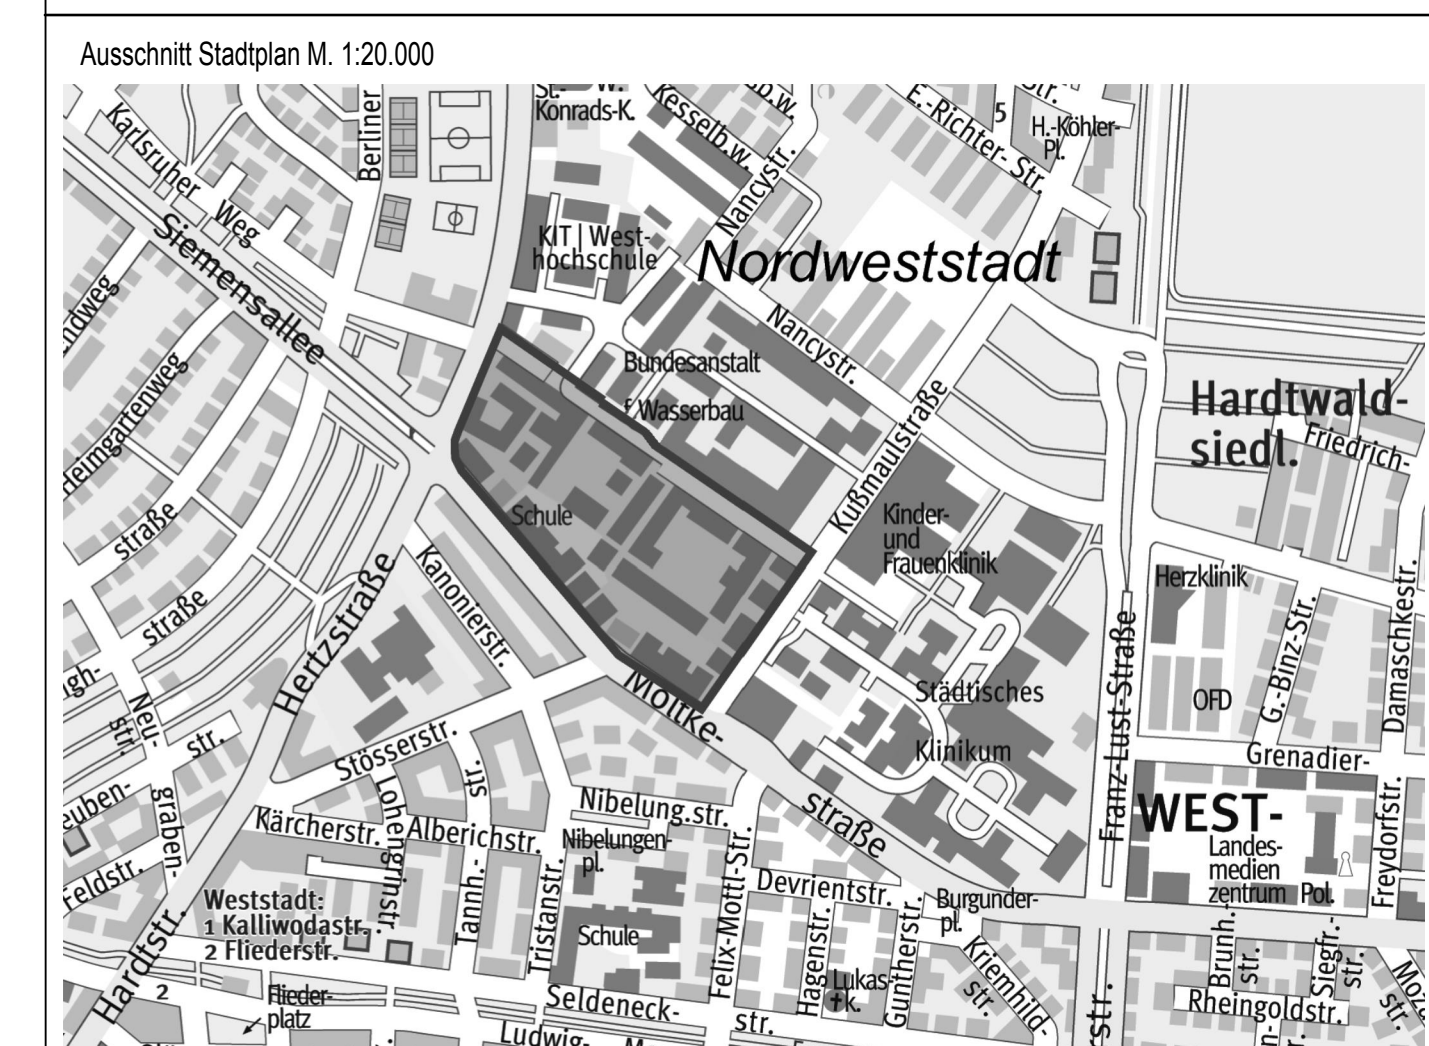 Ausschnitt Stadtplan M. 1:20.000
Karlsruher
Weg
Berliner
St.-
Konrads-K.
Kesselb.w.
Nancystr.
E.-Richter- Str.
5
Str.
H.-Köhler-
Pl.
Siemensallee
KIT | West-
hochschule
Nordweststadt
Nancystr.
Bundesanstalt
f. Wasserbau
Kußmaulstraße
Hardtwald-
siedl.
Friedrich-
Heimgartenweg
straße
straße
Schule
Kinder-
und
Frauenklinik
Herzklinik
Hertzstraße
Kanonierstr.
Moltke-
straße
Städtisches
Klinikum
Franz-Lust-Straße
OFD
G.-Binz-Str.
Damaschkestr.
Grenadier-
Neu-
str.
str.
graben-
Stösserstr.
Lohengrinstr.
str.
Kärcherstr.
Alberichstr.
Nibelung.str.
Nibelungen-
pl.
WEST-
Landes-
medien
zentrum
Pol.
Freydorfstr.
Feldstr.
Weststadt:
1 Kalliwodastr.
2 Fliederstr.
Tannh.-
Tristanstr.
Felix-Mottl-Str.
Devrientstr.
Burgunder-
pl.
Schule
Hagenstr.
Guntherstr.
Lukas-
k.
Kriemhild-
str.
Brunh.-
str.
Siegfr.-
str.
Rheingoldstr.
Hardtstr.
2
Flieder-
platz
Seldeneck-
str.
Ludwig-